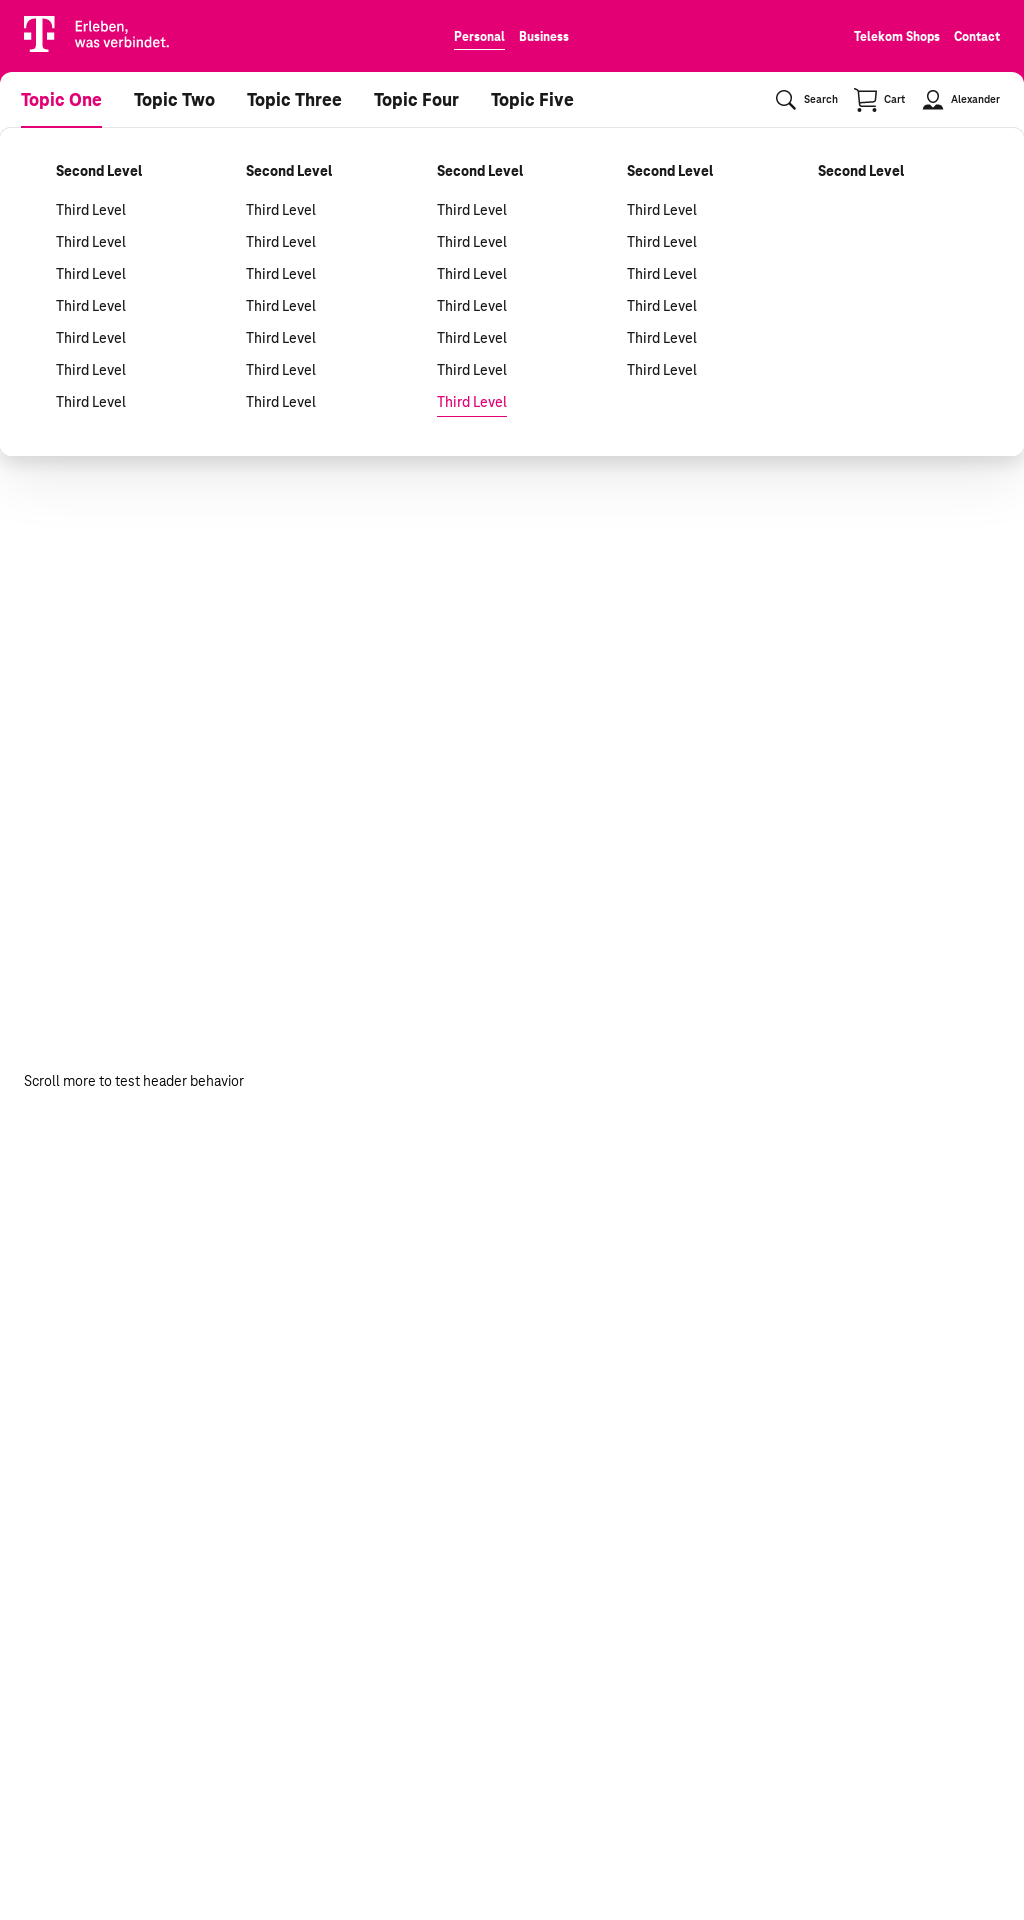 Erleben,
was verbindet.
Personal Business
Telekom Shops Contact
Topic One Topic Two Topic Three Topic Four Topic Five
Search Cart Alexander
Second Level Second Level Second Level Second Level Second Level
Third Level Third Level Third Level Third Level
Third Level Third Level Third Level Third Level
Third Level Third Level Third Level Third Level
Third Level Third Level Third Level Third Level
Third Level Third Level Third Level Third Level
Third Level Third Level Third Level Third Level
Third Level Third Level Third Level
Scroll more to test header behavior